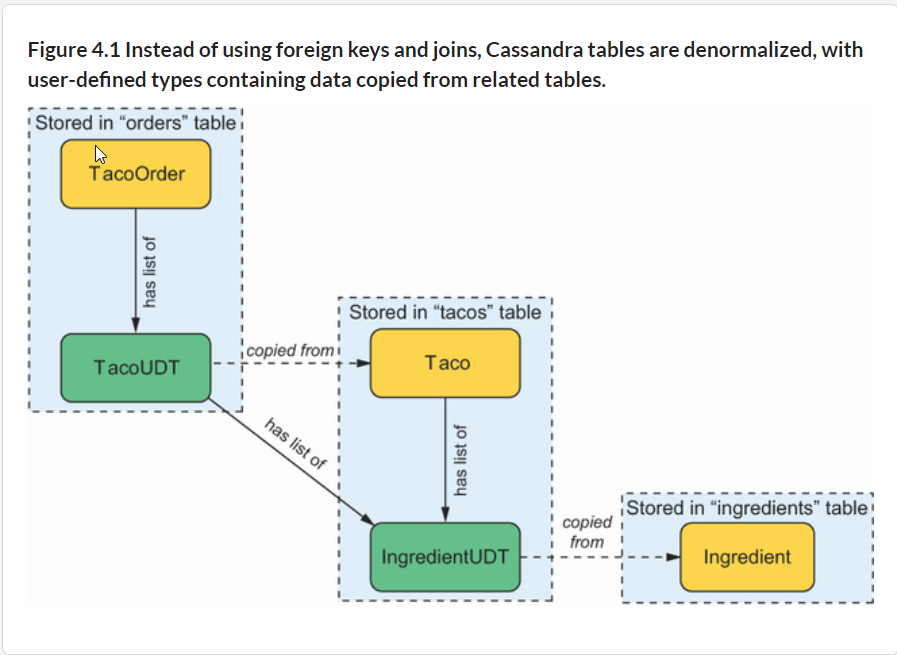 Figure 4.1 Instead of using foreign keys and joins, Cassandra tables are denormalized, with
user-defined types containing data copied from related tables.
Stored in “orders” table
TacoOrder
has list of
TacoUDT
copied from
Stored in “tacos” table
Taco
has list of
has list of
IngredientUDT
copied
from
Stored in “ingredients” table
Ingredient